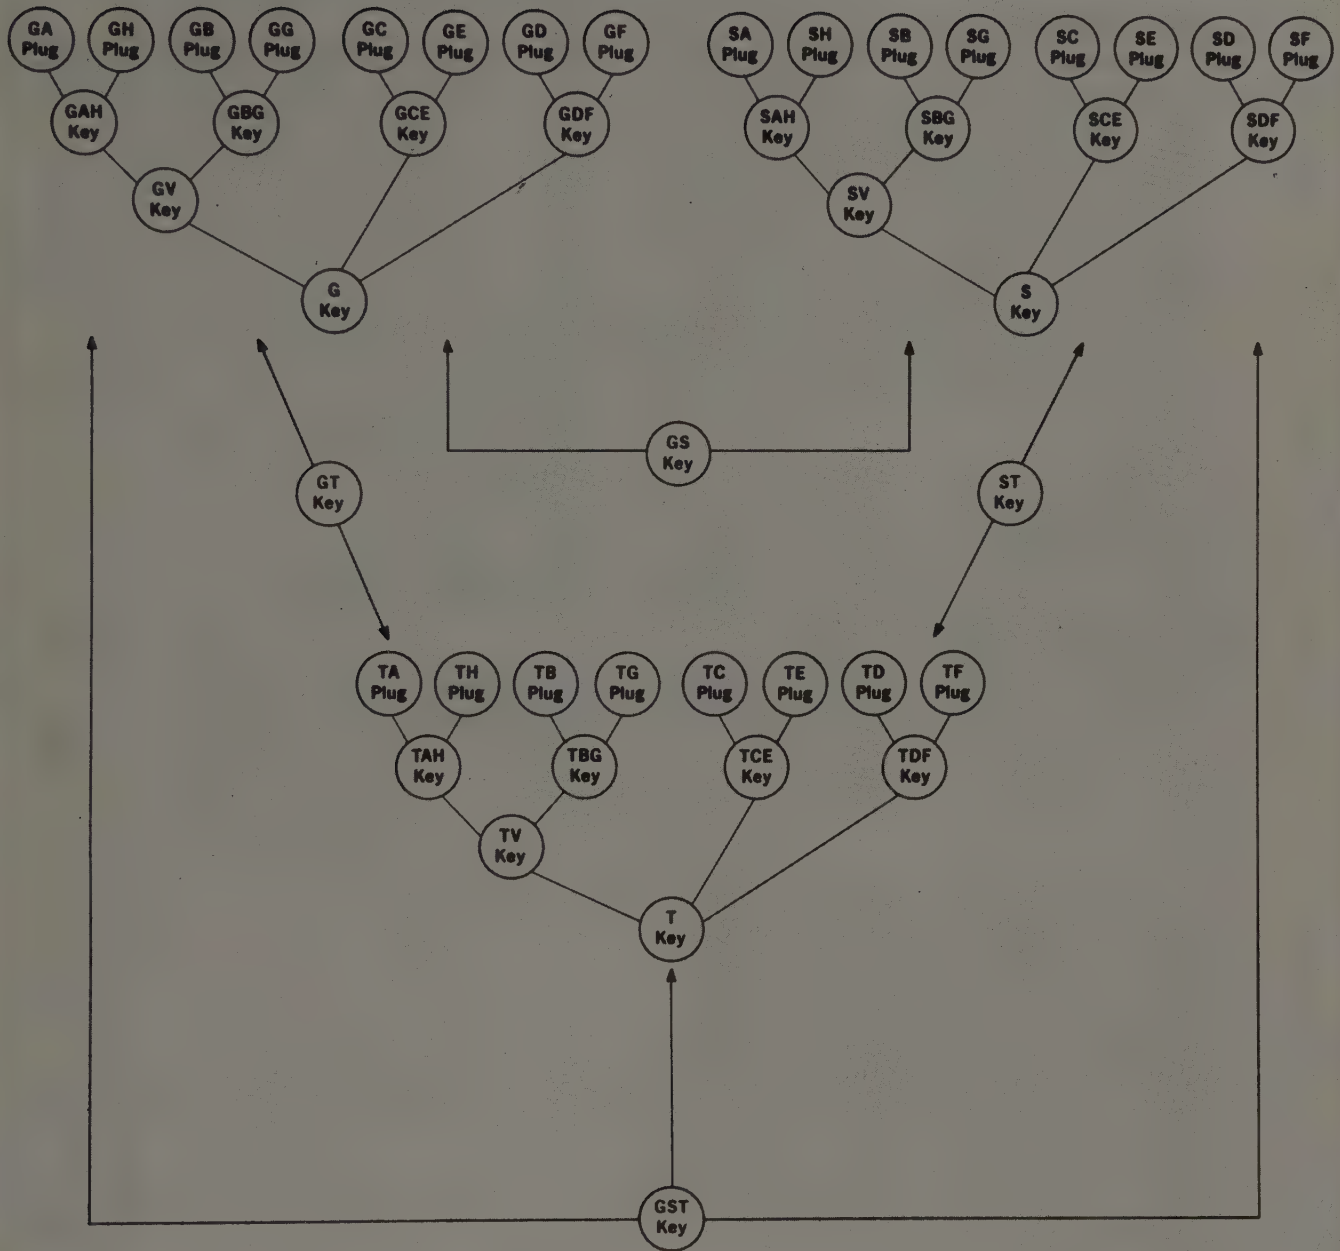 GA
Plug
GH
Plug
GB
Plug
GG
Plug
GC
Plug
GE
Plug
GD
Plug
GF
Plug
SA
Plug
SH
Plug
SB
Plug
SG
Plug
SC
Plug
SE
Plug
SD
Plug
SF
Plug
GAH
Key
GBG
Key
GCE
Key
GDF
Key
SAH
Key
SBG
Key
SCE
Key
SDF
Key
GV
Key
SV
Key
G
Key
S
Key
GS
Key
GT
Key
ST
Key
TA
Plug
TH
Plug
TB
Plug
TG
Plug
TC
Plug
TE
Plug
TD
Plug
TF
Plug
TAH
Key
TBG
Key
TCE
Key
TDF
Key
TV
Key
T
Key
GST
Key